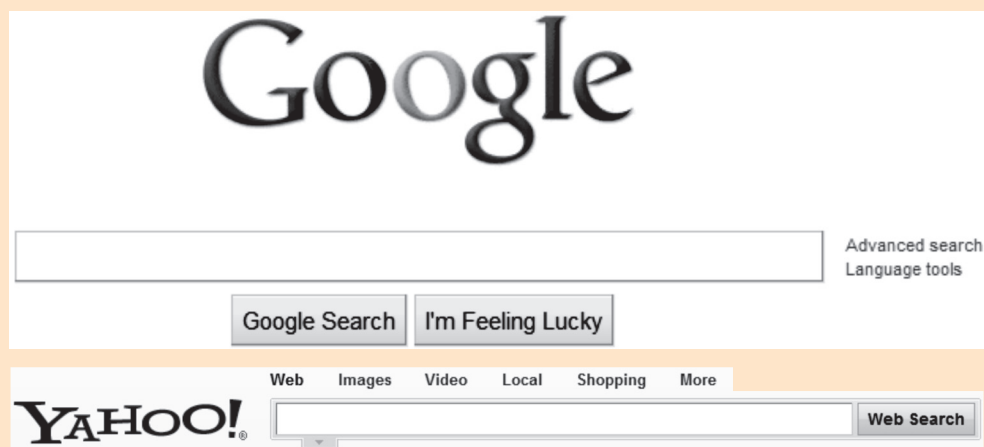 Google
Advanced search
Language tools
Google Search I'm Feeling Lucky
Web Images Video Local Shopping More
YAHOO!® Web Search